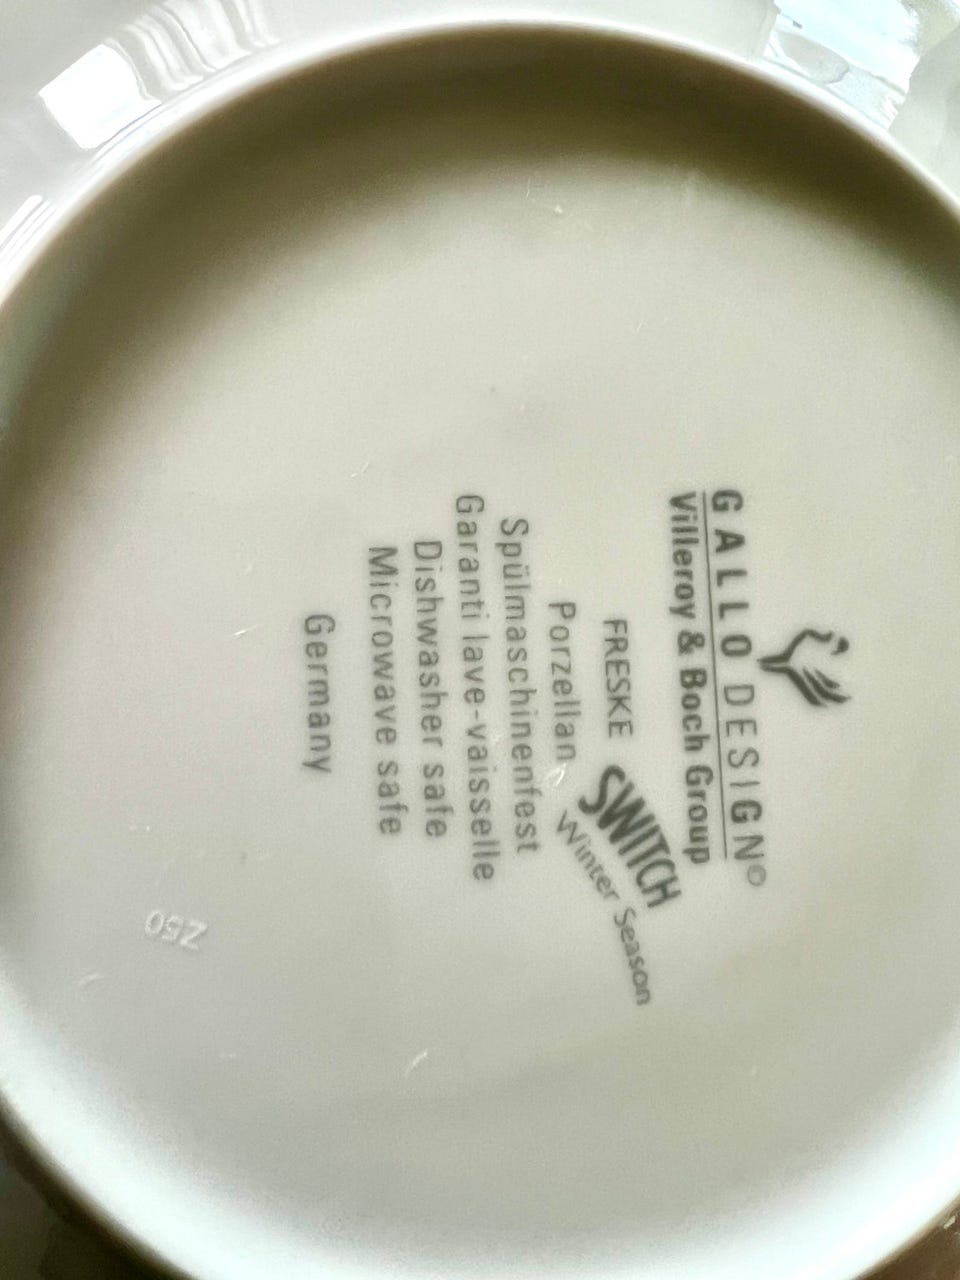 GALLO DESIGN©
Villeroy & Boch Group
FRESKE
SWITCH
Winter Season
Porzellan
Spülmaschinenfest
Garanti lave-vaisselle
Dishwasher safe
Microwave safe
Germany
Z50